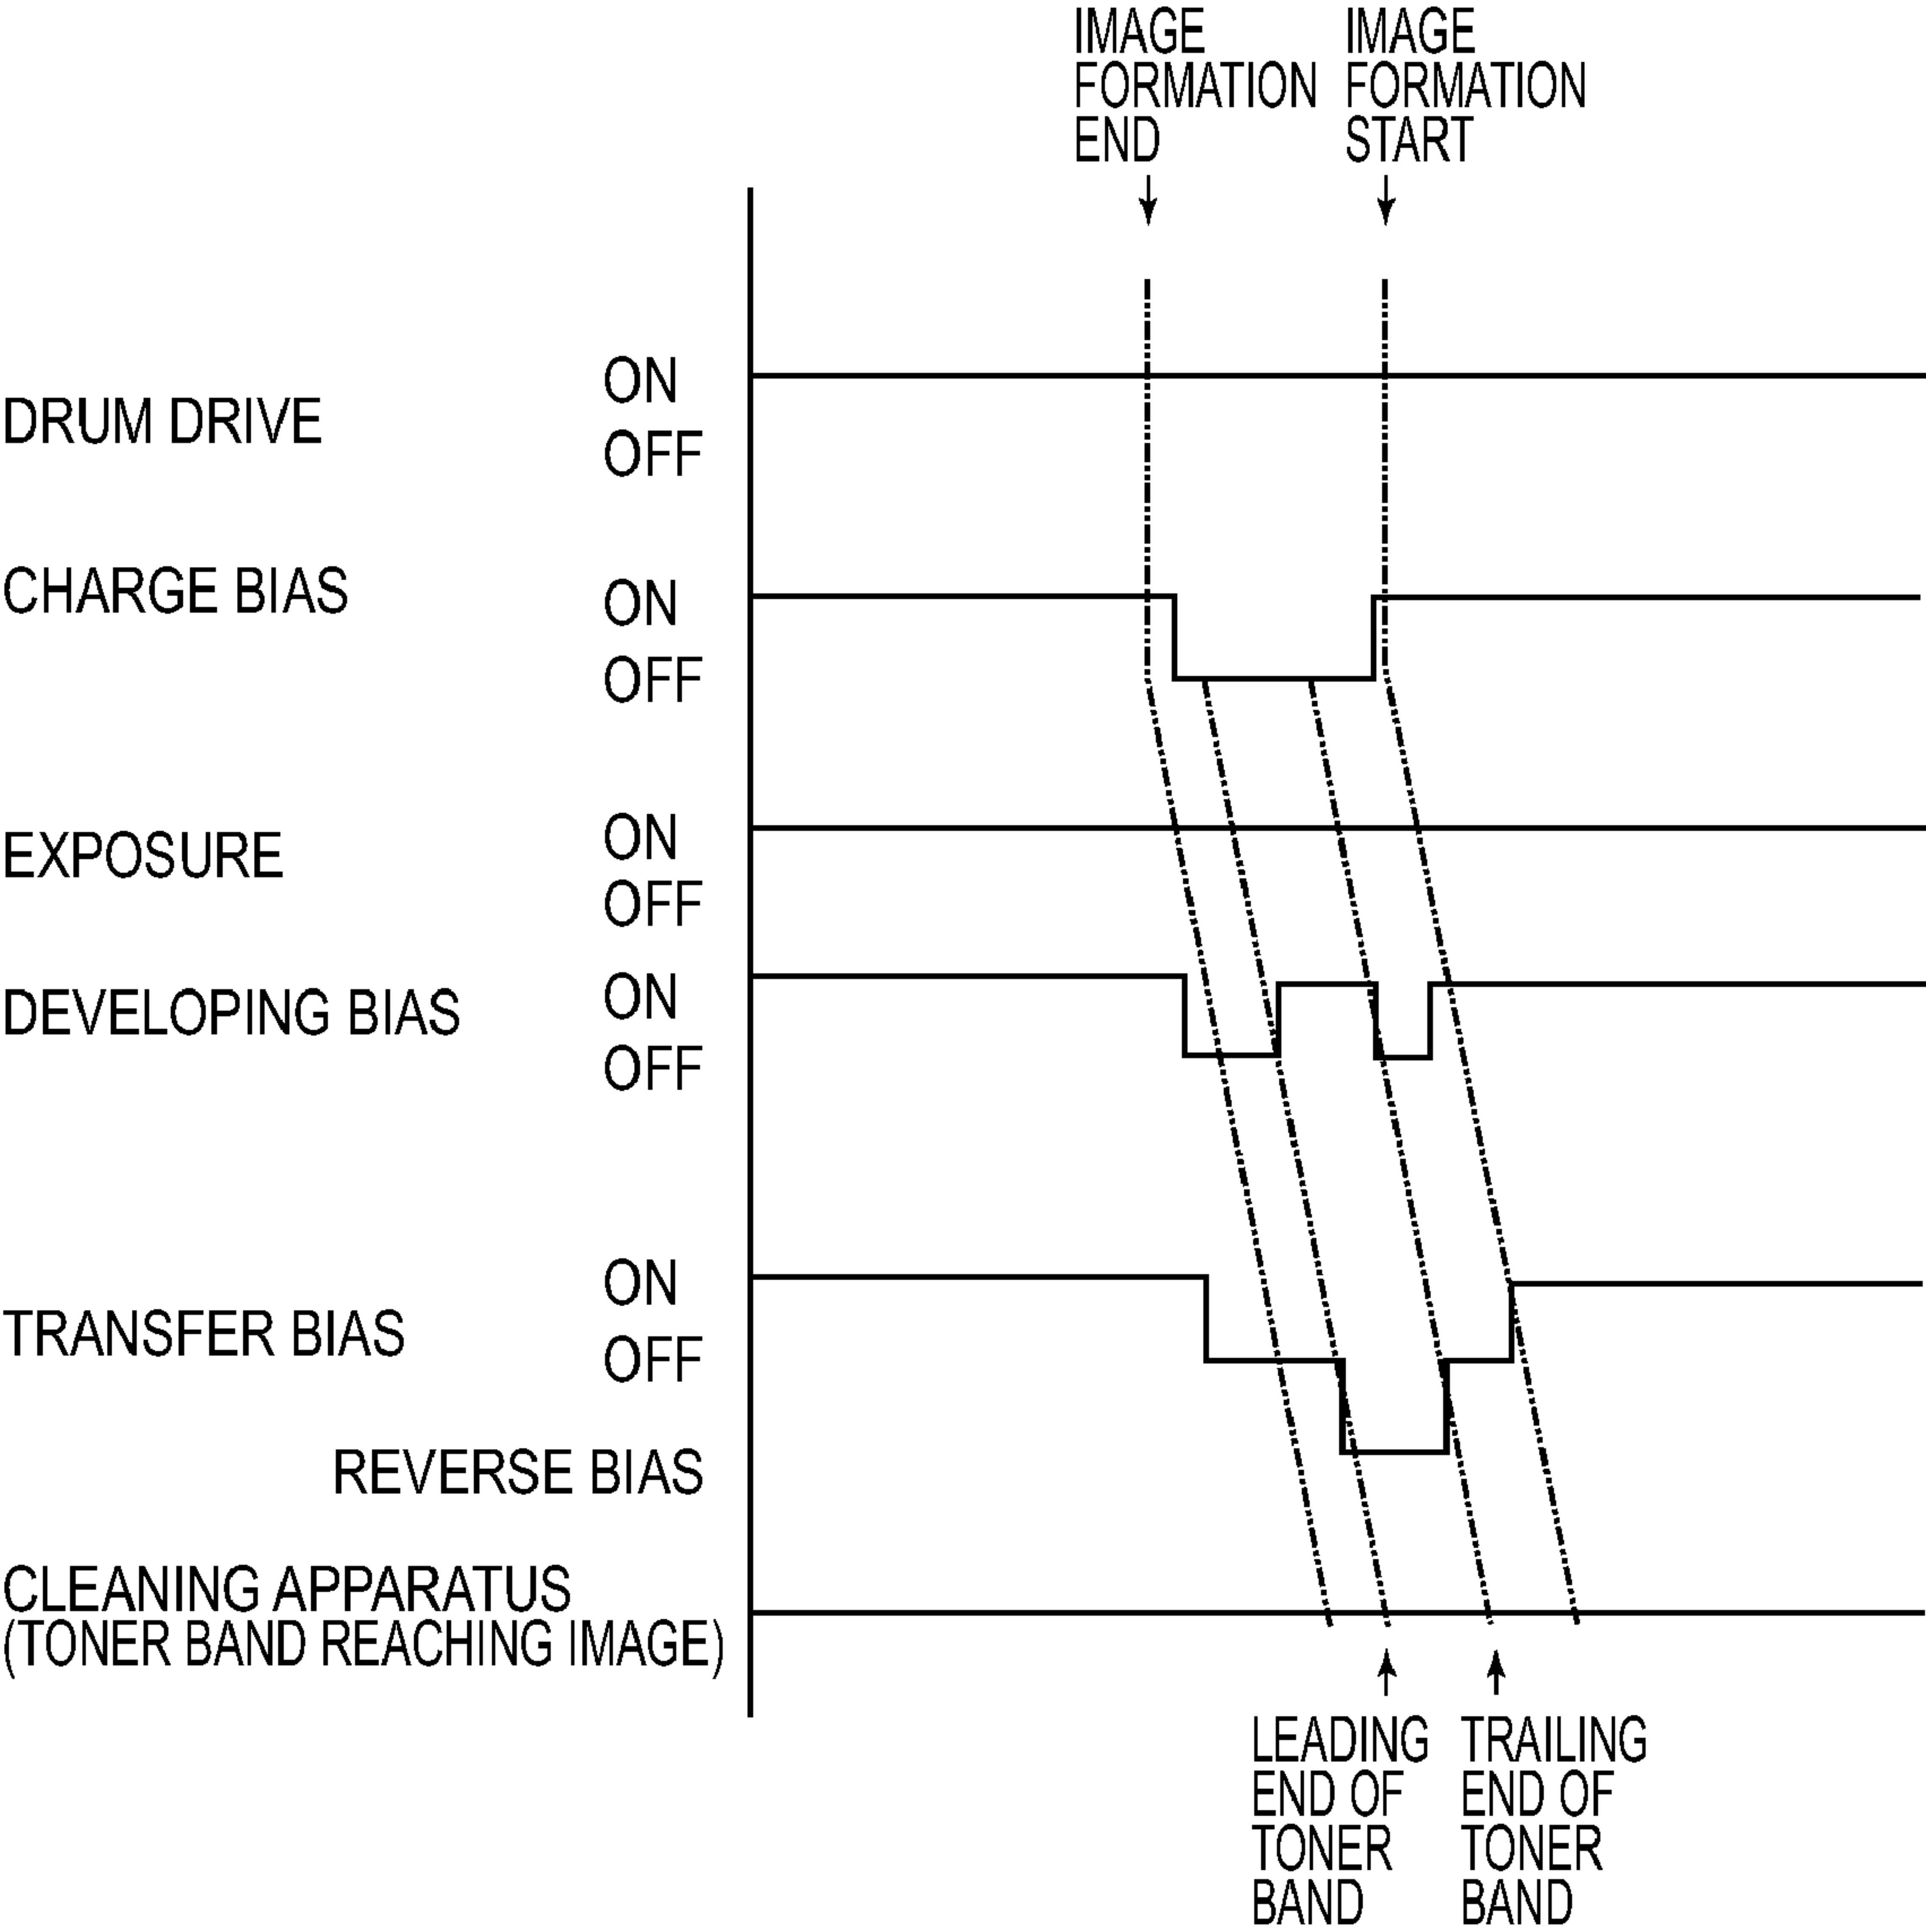 IMAGE
FORMATION
END
IMAGE
FORMATION
START
DRUM DRIVE
ON
OFF
CHARGE BIAS
ON
OFF
EXPOSURE
ON
OFF
DEVELOPING BIAS
ON
OFF
TRANSFER BIAS
ON
OFF
REVERSE BIAS
CLEANING APPARATUS
(TONER BAND REACHING IMAGE)
LEADING
END OF
TONER
BAND
TRAILING
END OF
TONER
BAND